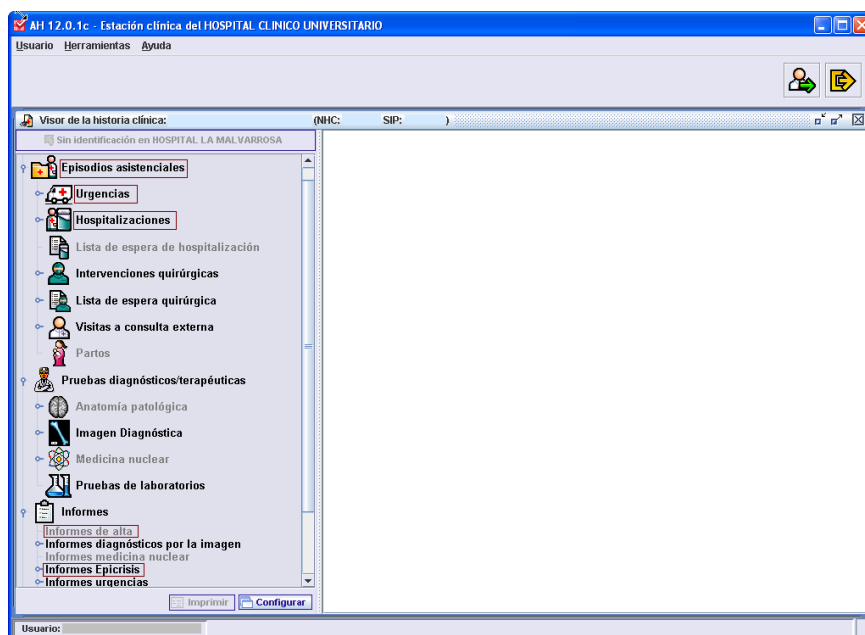 AH 12.0.1c - Estación clínica del HOSPITAL CLINICO UNIVERSITARIO
Usuario Herramientas Ayuda
Visor de la historia clínica: (NHC: SIP: )
Sin identificación en HOSPITAL LA MALVARROSA
Episodios asistenciales
Urgencias
Hospitalizaciones
Lista de espera de hospitalización
Intervenciones quirúrgicas
Lista de espera quirúrgica
Visitas a consulta externa
Partos
Pruebas diagnósticos/terapéuticas
Anatomía patológica
Imagen Diagnóstica
Medicina nuclear
Pruebas de laboratorios
Informes
Informes de alta
Informes diagnósticos por la imagen
Informes medicina nuclear
Informes Epicrisis
Informes urgencias
Imprimir Configurar
Usuario: